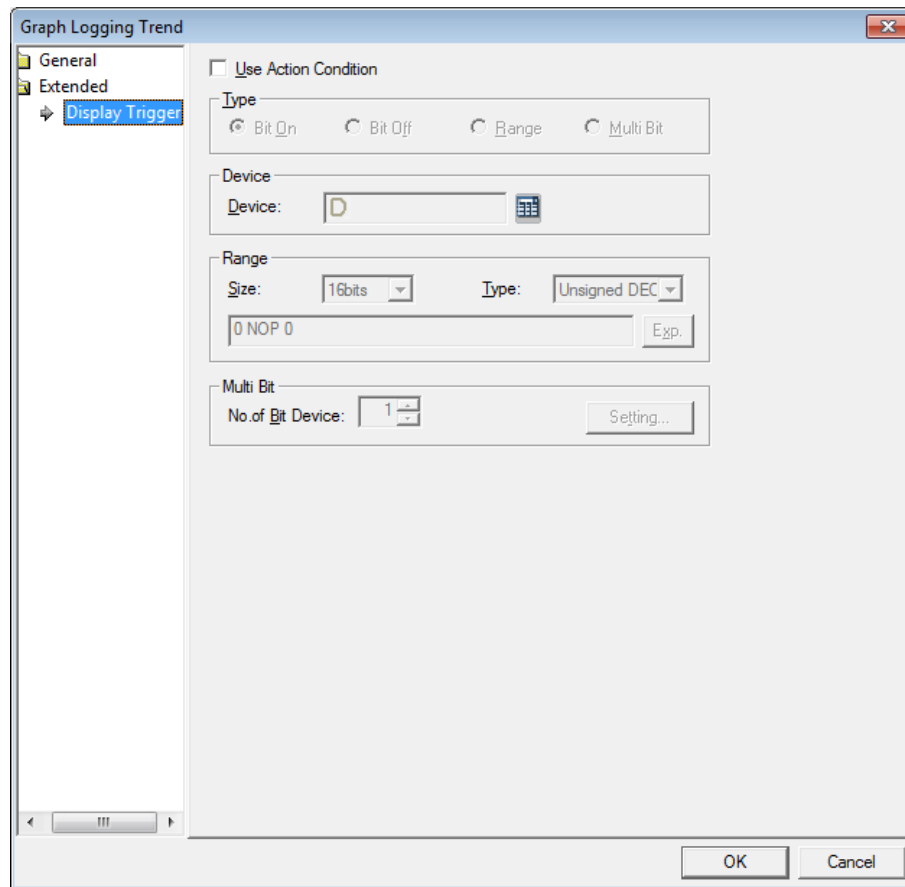 Graph Logging Trend
General
Extended
Display Trigger
Use Action Condition
Type
Bit On Bit Off Range Multi Bit
Device
Device: D
Range
Size: 16bits Type: Unsigned DEC
0 NOP 0 Exp.
Multi Bit
No.of Bit Device: 1 Setting...
OK Cancel